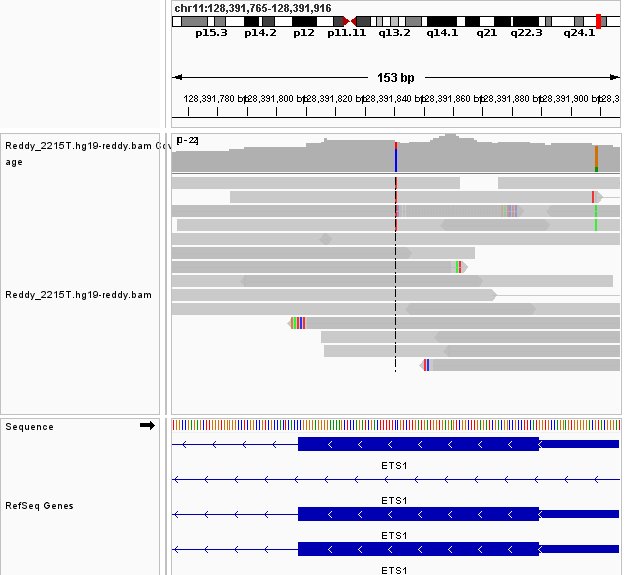 chr11:128,391,765-128,391,916
p15.3 p14.2 p12 p11.11 q13.2 q14.1 q21 q22.3 q24.1
153 bp
128,391,780 bp 128,391,800 bp 128,391,820 bp 128,391,840 bp 128,391,860 bp 128,391,880 bp 128,391,900 bp 128,3
Reddy_2215T.hg19-reddy.bam Cov
age
[0-22]
Reddy_2215T.hg19-reddy.bam
Sequence
ETS1
ETS1
RefSeq Genes
ETS1
ETS1